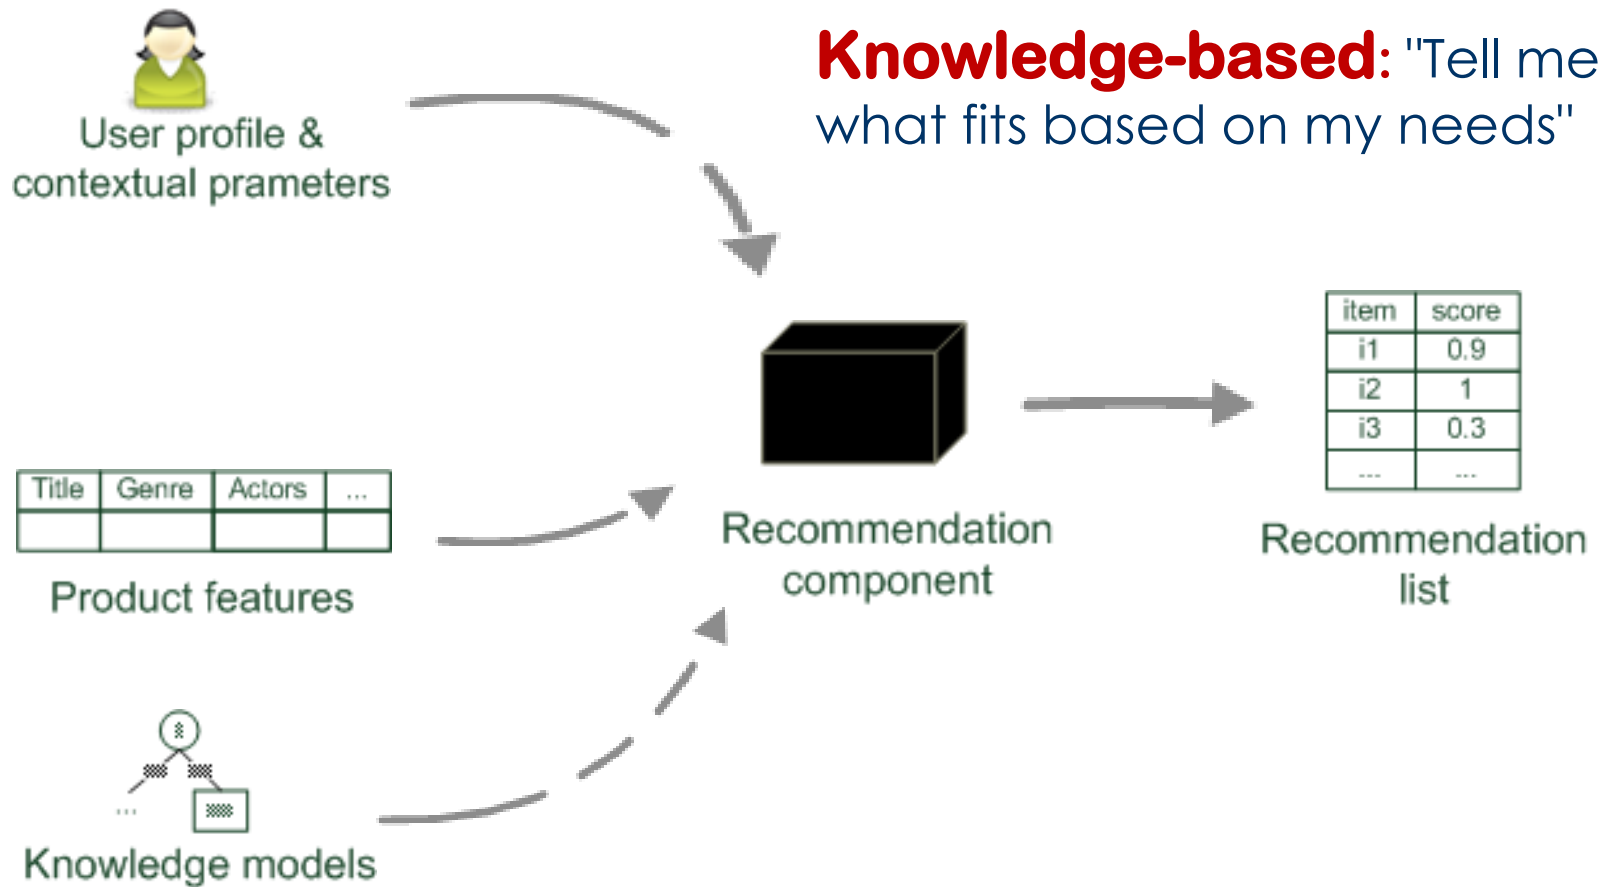 Knowledge-based: "Tell me
what fits based on my needs"
User profile &
contextual prameters
Title Genre Actors ...
Product features
...
Knowledge models
Recommendation
component
item score
i1 0.9
i2 1
i3 0.3
... ...
Recommendation
list